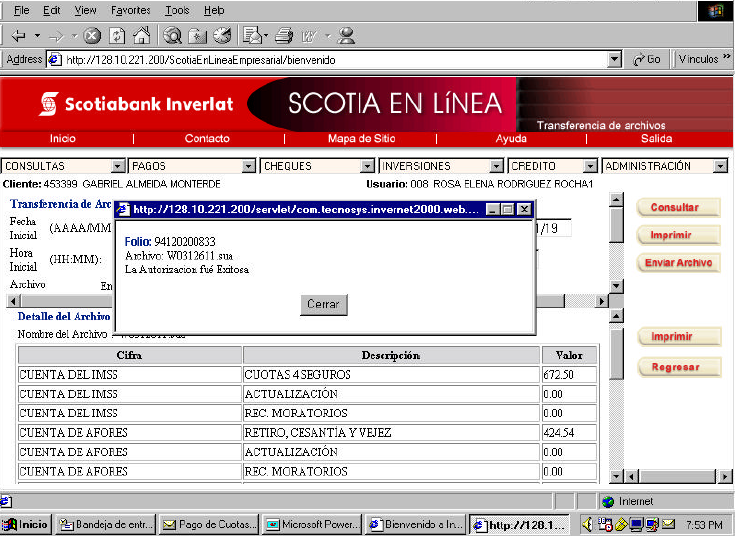 File Edit View Favorites Tools Help
Address http://128.10.221.200/ScotiaEnLineaEmpresarial/bienvenido Go Vínculos »
Scotiabank Inverlat SCOTIA EN LÍNEA
Transferencia de archivos
Inicio Contacto Mapa de Sitio Ayuda Salida
CONSULTAS PAGOS CHEQUES INVERSIONES CREDITO ADMINISTRACIÓN
Cliente: 453399 GABRIEL ALMEIDA MONTERDE Usuario: 008 ROSA ELENA RODRIGUEZ ROCHA1
Transferencia de Arc
Fecha
Inicial (AAAA/MM 1/19
Hora
Inicial (HH:MM):
Archivo En
http://128.10.221.200/servlet/com.tecnosys.invernet2000.web....
Folio: 94120200833
Archivo: W0312611.sua
La Autorizacion fué Exitosa
Cerrar
Consultar
Imprimir
Enviar Archivo
Detalle del Archivo
Nombre del Archivo
Imprimir
Regresar
Cifra Descripción Valor
CUENTA DEL IMSS CUOTAS 4 SEGUROS 672.50
CUENTA DEL IMSS ACTUALIZACIÓN 0.00
CUENTA DEL IMSS REC. MORATORIOS 0.00
CUENTA DE AFORES RETIRO, CESANTÍA Y VEJEZ 424.54
CUENTA DE AFORES ACTUALIZACIÓN 0.00
CUENTA DE AFORES REC. MORATORIOS 0.00
Internet
Inicio Bandeja de entr... Pago de Cuotas... Microsoft Power... Bienvenido a In... http://128.1... 7:53 PM